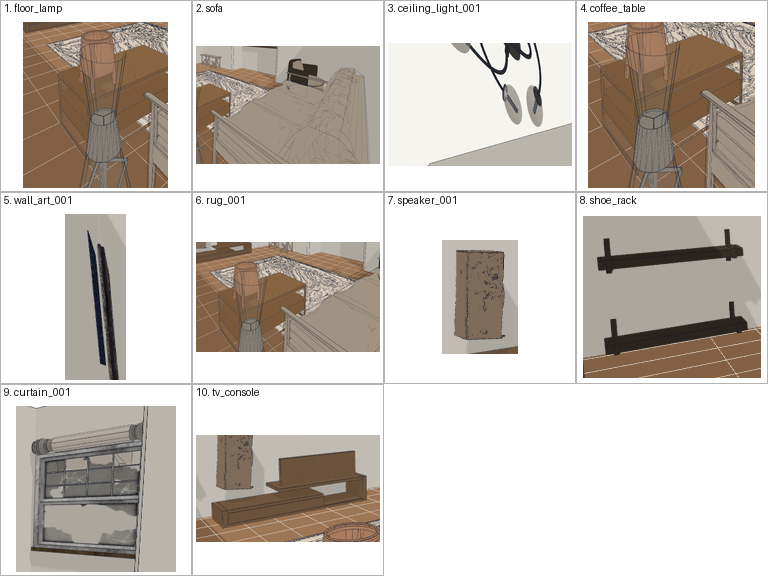 1. floor_lamp
2. sofa
3. ceiling_light_001
4. coffee_table
5. wall_art_001
6. rug_001
7. speaker_001
8. shoe_rack
9. curtain_001
10. tv_console